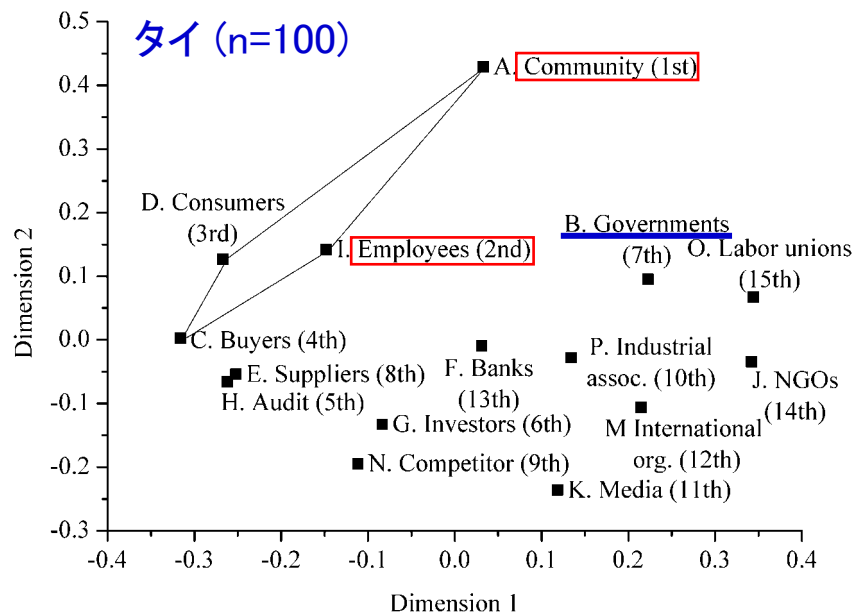 タイ (n=100)
0.5
0.4
0.3
0.2
0.1
0.0
-0.1
-0.2
-0.3
Dimension 2
A. Community (1st)
D. Consumers
(3rd)
I. Employees (2nd)
B. Governments
(7th)
O. Labor unions
(15th)
C. Buyers (4th)
E. Suppliers (8th)
H. Audit (5th)
F. Banks
(13th)
P. Industrial
assoc. (10th)
J. NGOs
(14th)
G. Investors (6th)
M International
org. (12th)
N. Competitor (9th)
K. Media (11th)
-0.4 -0.3 -0.2 -0.1 0.0 0.1 0.2 0.3 0.4
Dimension 1